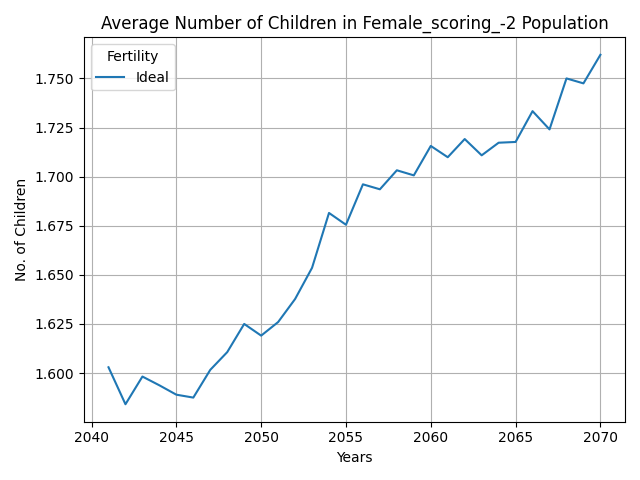 Average Number of Children in Female_scoring_-2 Population
Fertility
Ideal
No. of Children
1.750
1.725
1.700
1.675
1.650
1.625
1.600
2040 2045 2050 2055 2060 2065 2070
Years